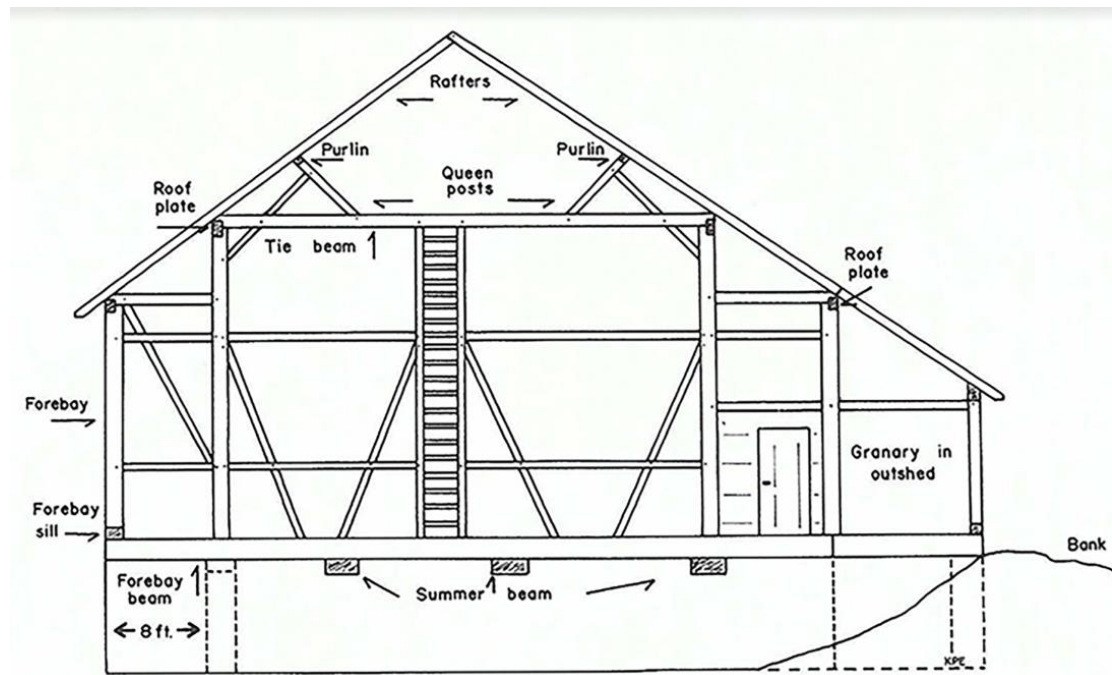 Rafters
Purlin
Purlin
Queen
posts
Roof
plate
Tie beam
Roof
plate
Forebay
Granary in
outshed
Forebay
sill
Bank
Forebay
beam
Summer beam
8 ft.
KPE